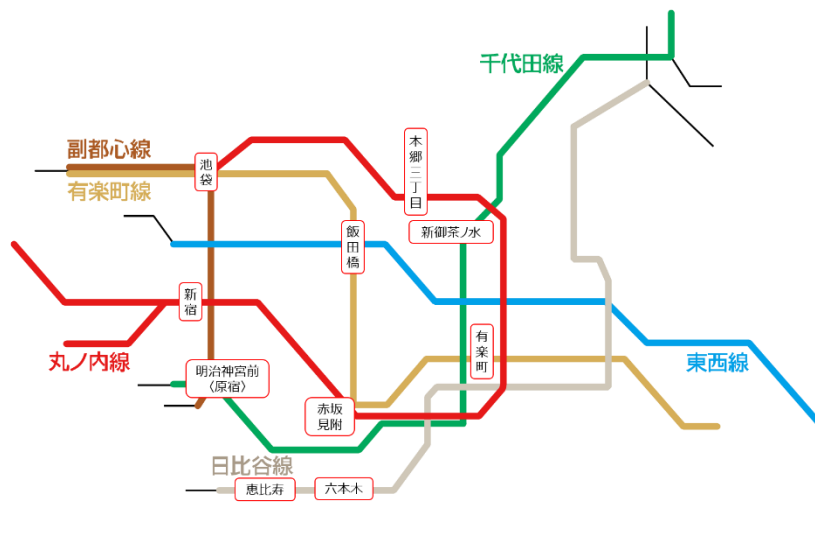 千代田線
副都心線
有楽町線
池袋
本郷三丁目
飯田橋
新御茶ノ水
新宿
丸ノ内線
明治神宮前
〈原宿〉
有楽町
東西線
赤坂
見附
日比谷線
恵比寿
六本木